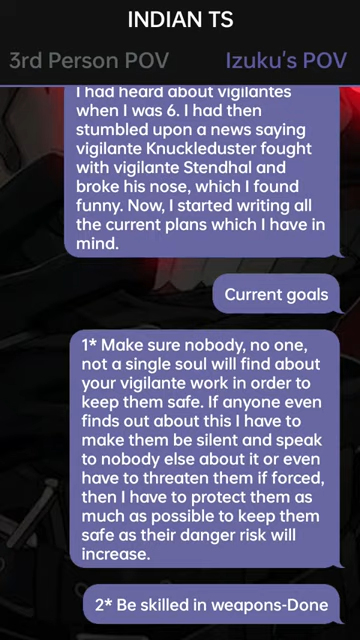 INDIAN TS
3rd Person POV
Izuku's POV
I had heard about vigilantes
when I was 6. I had then
stumbled upon a news saying
vigilante Knuckleduster fought
with vigilante Stendhal and
broke his nose, which I found
funny. Now, I started writing all
the current plans which I have in
mind.
Current goals
1* Make sure nobody, no one,
not a single soul will find about
your vigilante work in order to
keep them safe. If anyone even
finds out about this I have to
make them be silent and speak
to nobody else about it or even
have to threaten them if forced,
then I have to protect them as
much as possible to keep them
safe as their danger risk will
increase.
2* Be skilled in weapons-Done